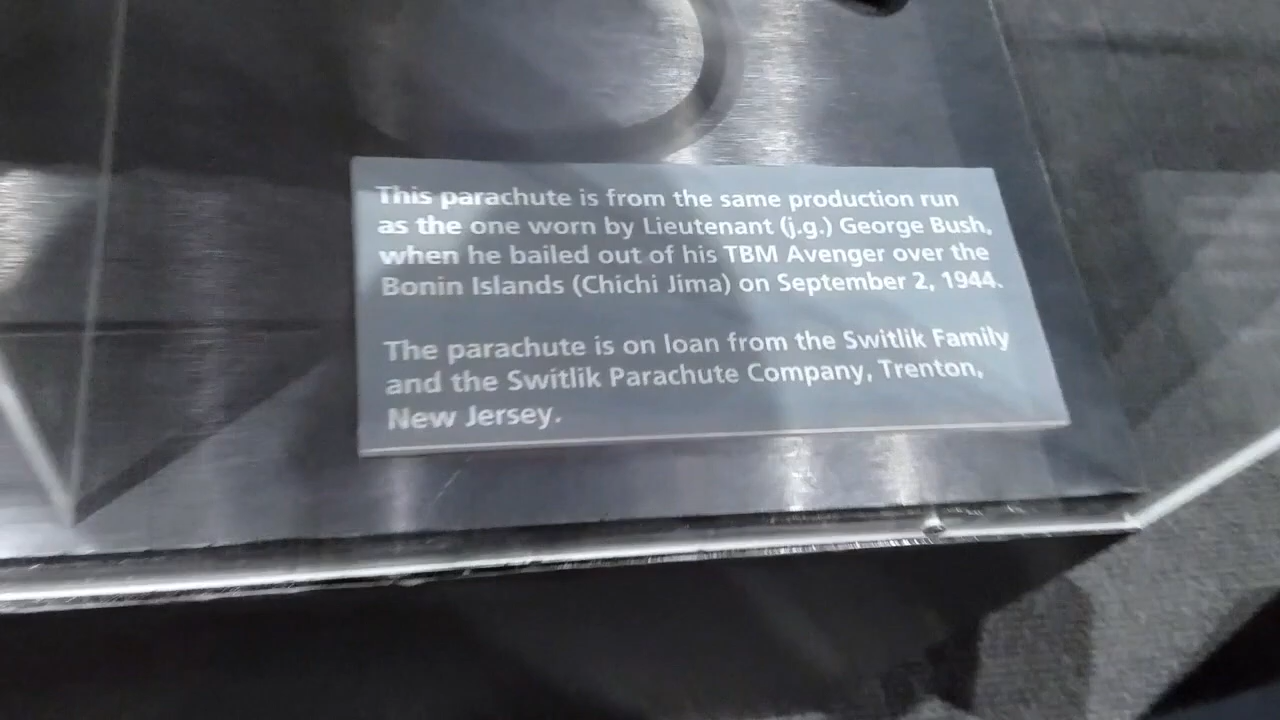 This parachute is from the same production run
as the one worn by Lieutenant (j.g.) George Bush,
when he bailed out of his TBM Avenger over the
Bonin Islands (Chichi Jima) on September 2, 1944.
The parachute is on loan from the Switlik Family
and the Switlik Parachute Company, Trenton,
New Jersey.